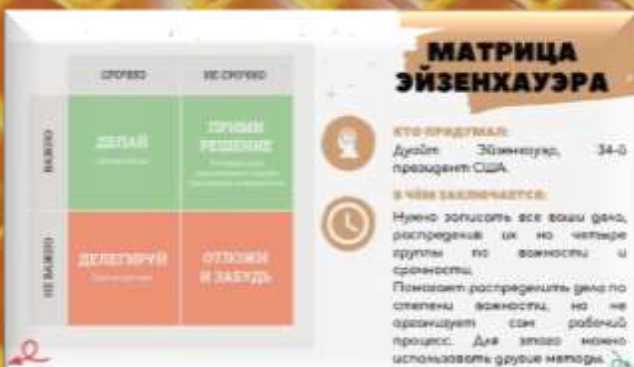 МАТРИЦА
ЭЙЗЕНХАУЭРА
СРОЧНО
НЕ СРОЧНО
ВАЖНО
ДЕЛАЙ
ПРИМИ
РЕШЕНИЕ
НЕ ВАЖНО
ДЕЛЕГИРУЙ
ОТЛОЖИ
И ЗАБУДЬ
КТО ПРИДУМАЛ:
Дуайт Эйзенхауэр, 34-й
президент США
В ЧЁМ ЗАКЛЮЧАЕТСЯ:
Нужно записать все ваши дела,
распределив их на четыре
группы по важности и
срочности.
Помогает распределить дела по
степени важности, но не
организует сам рабочий
процесс. Для этого можно
использовать другие методы.